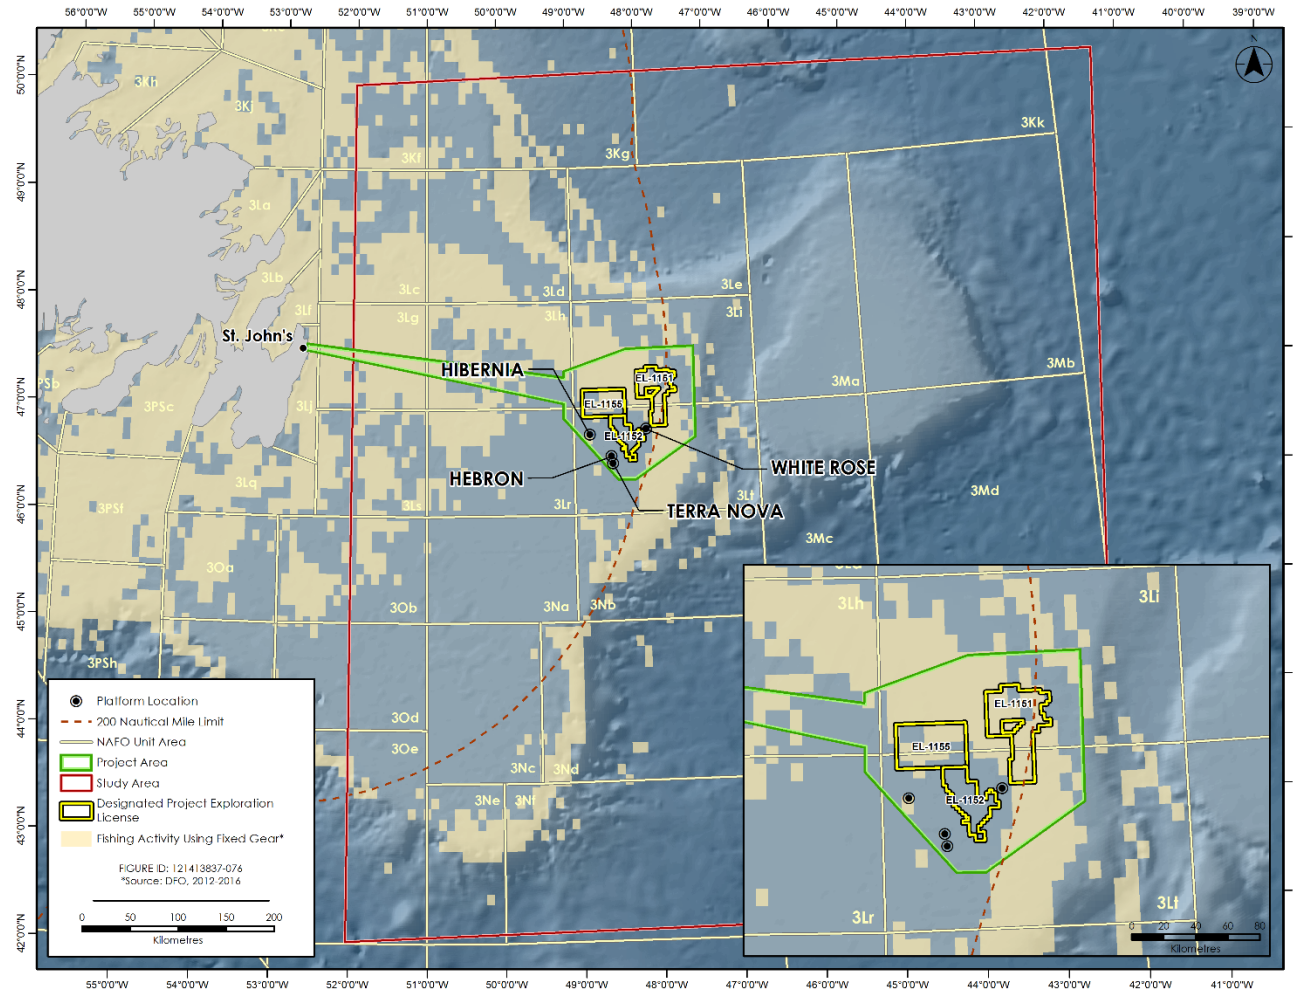 56°0'0"W 55°0'0"W 54°0'0"W 53°0'0"W 52°0'0"W 51°0'0"W 50°0'0"W 49°0'0"W 48°0'0"W 47°0'0"W 46°0'0"W 45°0'0"W 44°0'0"W 43°0'0"W 42°0'0"W 41°0'0"W 40°0'0"W 39°0'0"W
N
50°0'0"N
49°0'0"N
48°0'0"N
47°0'0"N
46°0'0"N
45°0'0"N
44°0'0"N
43°0'0"N
42°0'0"N
3Kh
3Kj
3Kf
3Kg
3Kk
3La
3Lb
3Lc
3Ld
3Le
3Lf
3Lg
3Lh
3Li
St. John's
HIBERNIA
EL-1151
EL-1155
EL-1152
3Ma
3Mb
PSb
3PSc
3Lj
HEBRON
WHITE ROSE
TERRA NOVA
3Lq
3Ls
3Lr
3Lt
3Md
3Mc
3PSf
3Oa
3Ob
3Na
3Nb
3PSh
3Od
3Oe
3Nc
3Nd
3Ne
3Nf
Platform Location
200 Nautical Mile Limit
NAFO Unit Area
Project Area
Study Area
Designated Project Exploration
License
Fishing Activity Using Fixed Gear*
FIGURE ID: 121413837-076
*Source: DFO, 2012-2016
0 50 100 150 200
Kilometres
3Lh
3Li
EL-1151
EL-1155
EL-1152
3Lr
3Lt
0 20 40 60 80
Kilometres
55°0'0"W 54°0'0"W 53°0'0"W 52°0'0"W 51°0'0"W 50°0'0"W 49°0'0"W 48°0'0"W 47°0'0"W 46°0'0"W 45°0'0"W 44°0'0"W 43°0'0"W 42°0'0"W 41°0'0"W